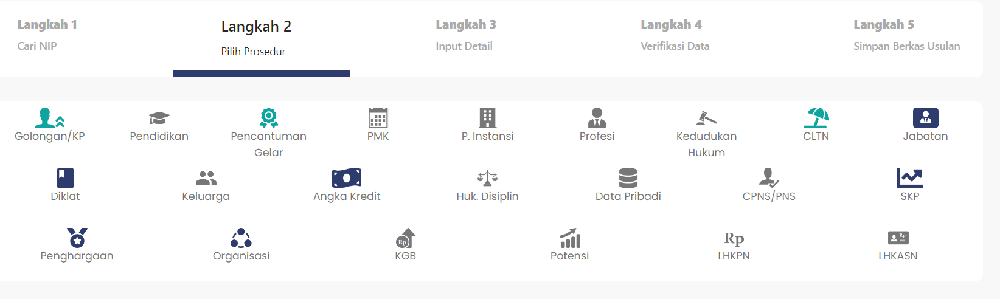 Langkah 1
Cari NIP
Langkah 2
Pilih Prosedur
Langkah 3
Input Detail
Langkah 4
Verifikasi Data
Langkah 5
Simpan Berkas Usulan
Golongan/KP
Pendidikan
Pencantuman
Gelar
PMK
P. Instansi
Profesi
Kedudukan
Hukum
CLTN
Jabatan
Diklat
Keluarga
Angka Kredit
Huk. Disiplin
Data Pribadi
CPNS/PNS
SKP
Penghargaan
Organisasi
Rp
KGB
Potensi
Rp
LHKPN
Rp
LHKASN